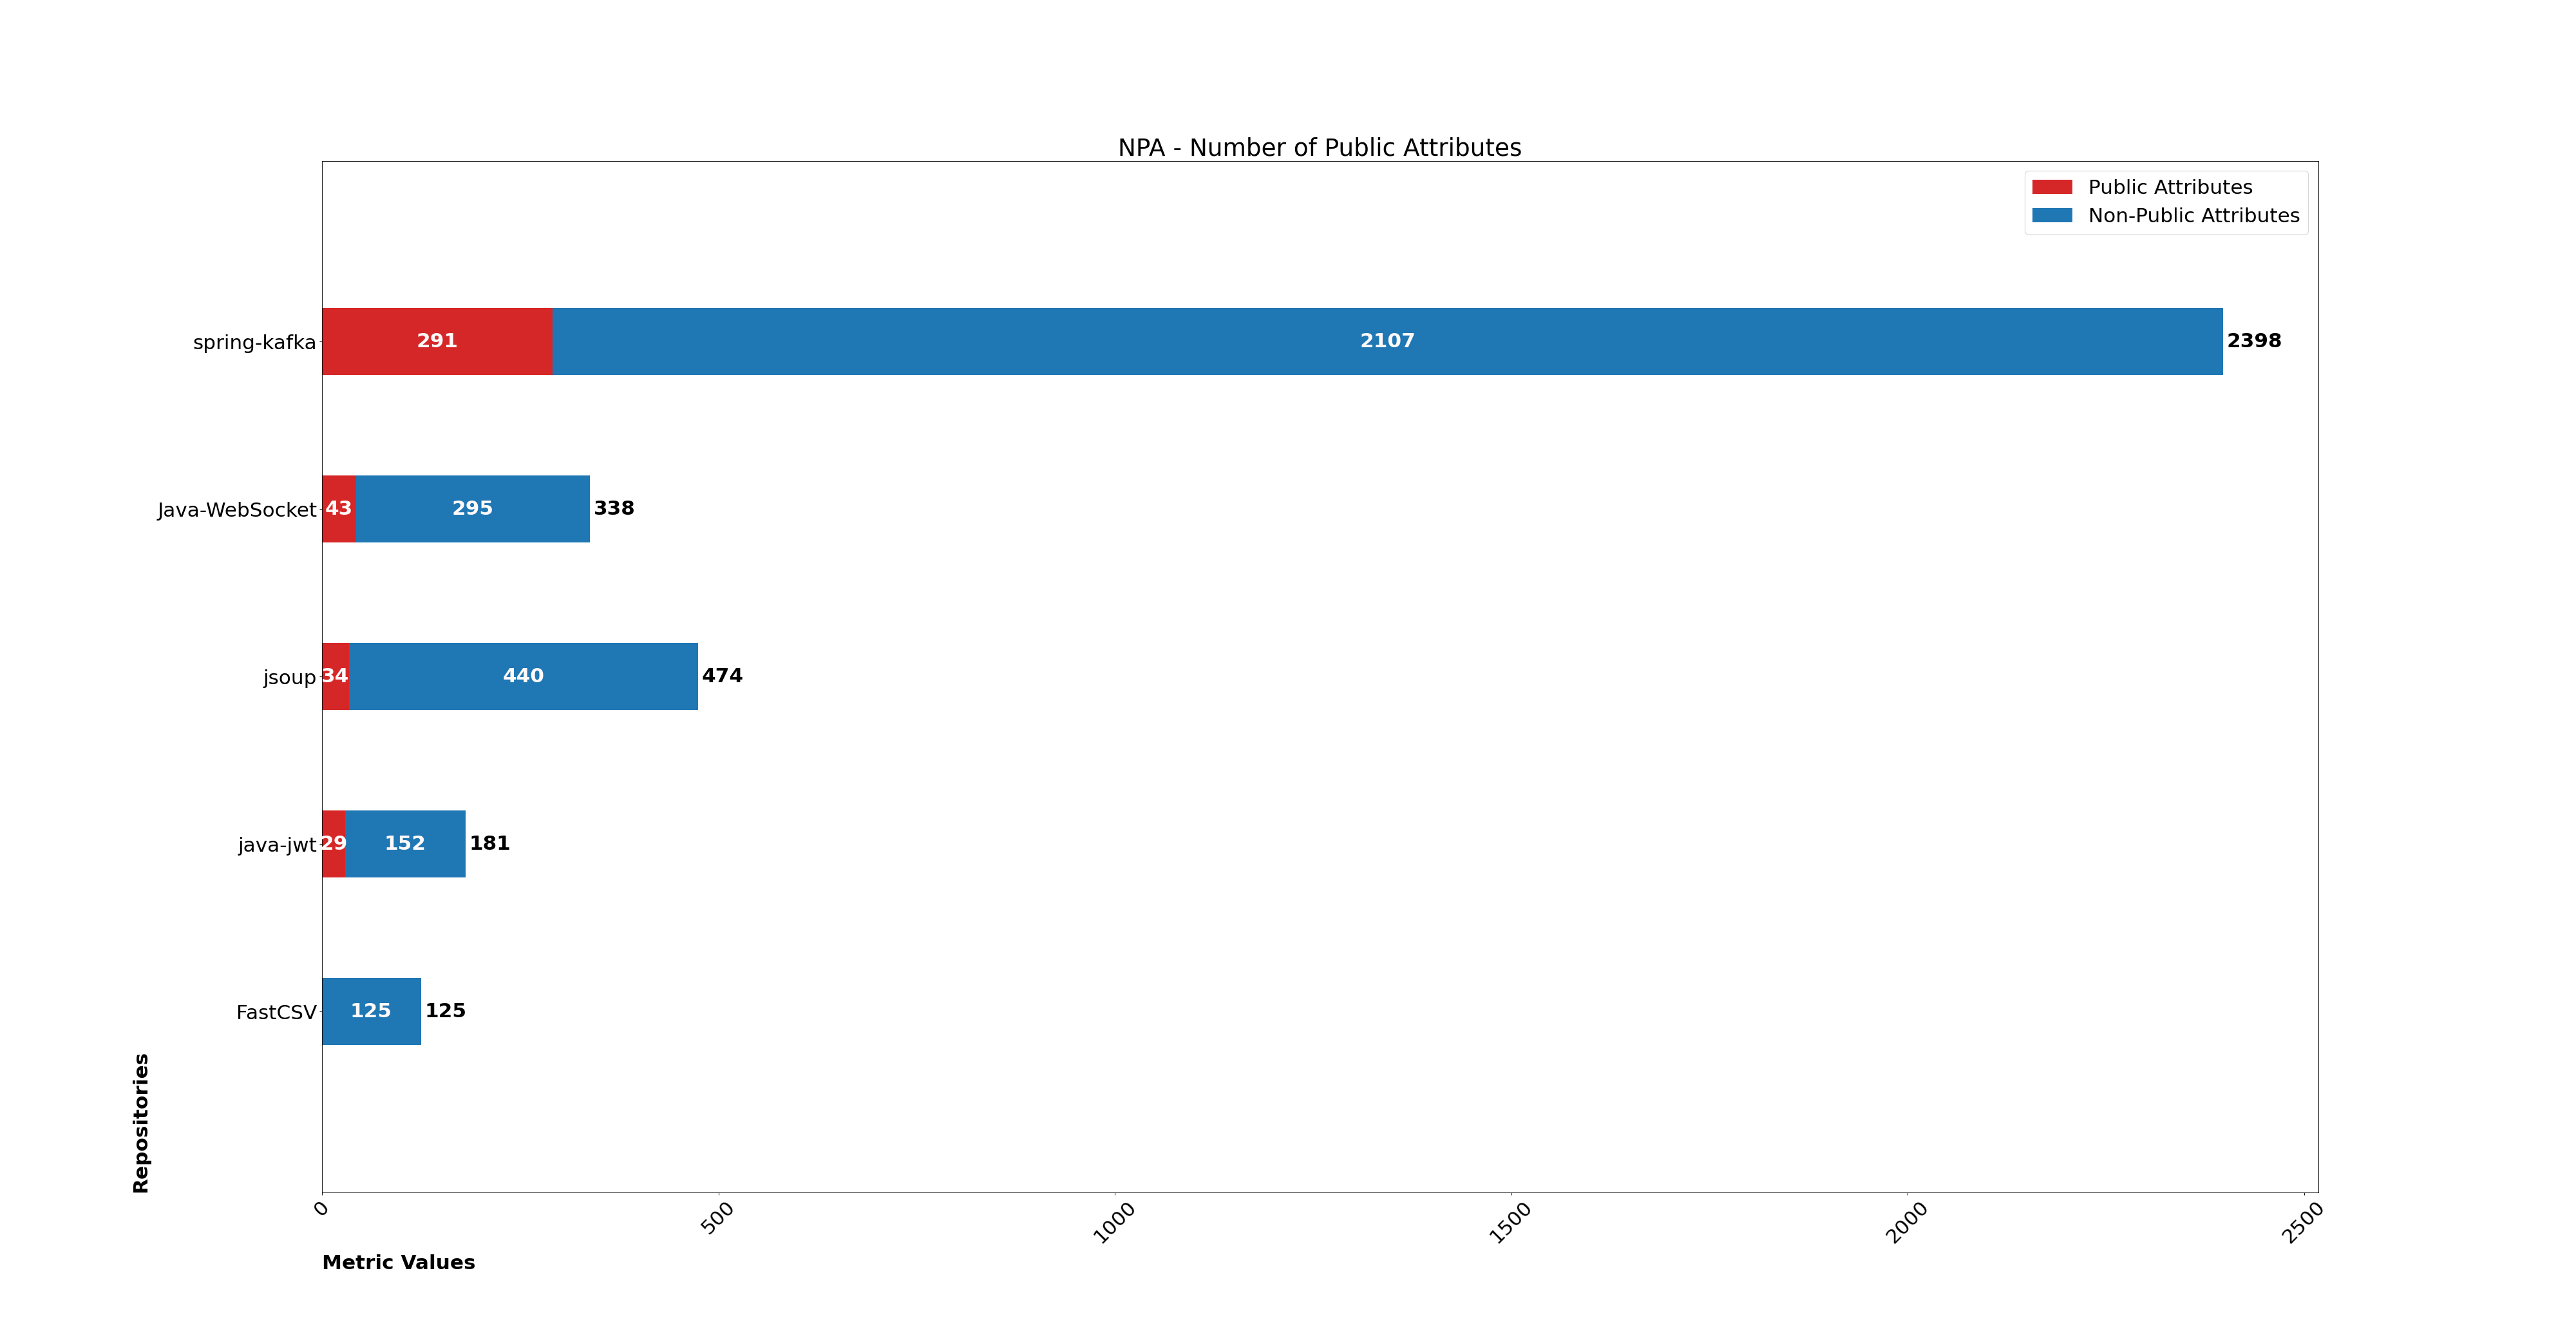 NPA - Number of Public Attributes
Public Attributes
Non-Public Attributes
spring-kafka 291 2107 2398
Java-WebSocket 43 295 338
jsoup 34 440 474
java-jwt 29 152 181
FastCSV 125 125
Repositories
0 500 1000 1500 2000 2500
Metric Values